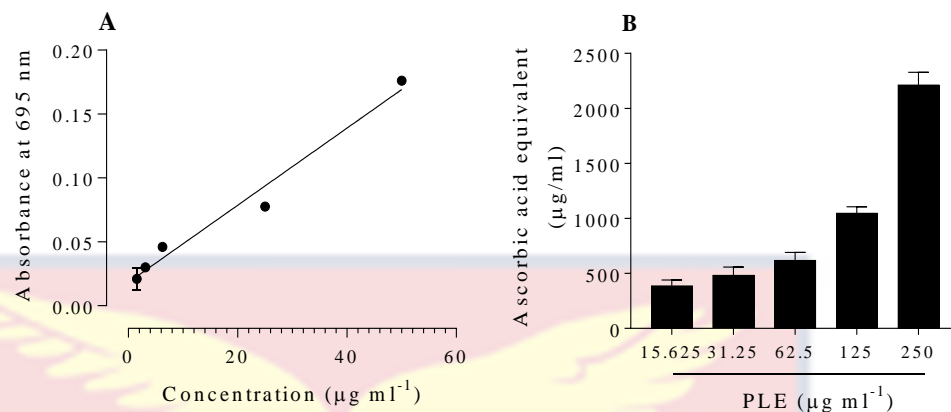 A
Absorbance at 695 nm
0.20
0.15
0.10
0.05
0.00
0 20 40 60
Concentration (µg ml-1)
B
Ascorbic acid equivalent
(µg/ml)
2500
2000
1500
1000
500
0
15.625 31.25 62.5 125 250
PLE (µg ml-1)